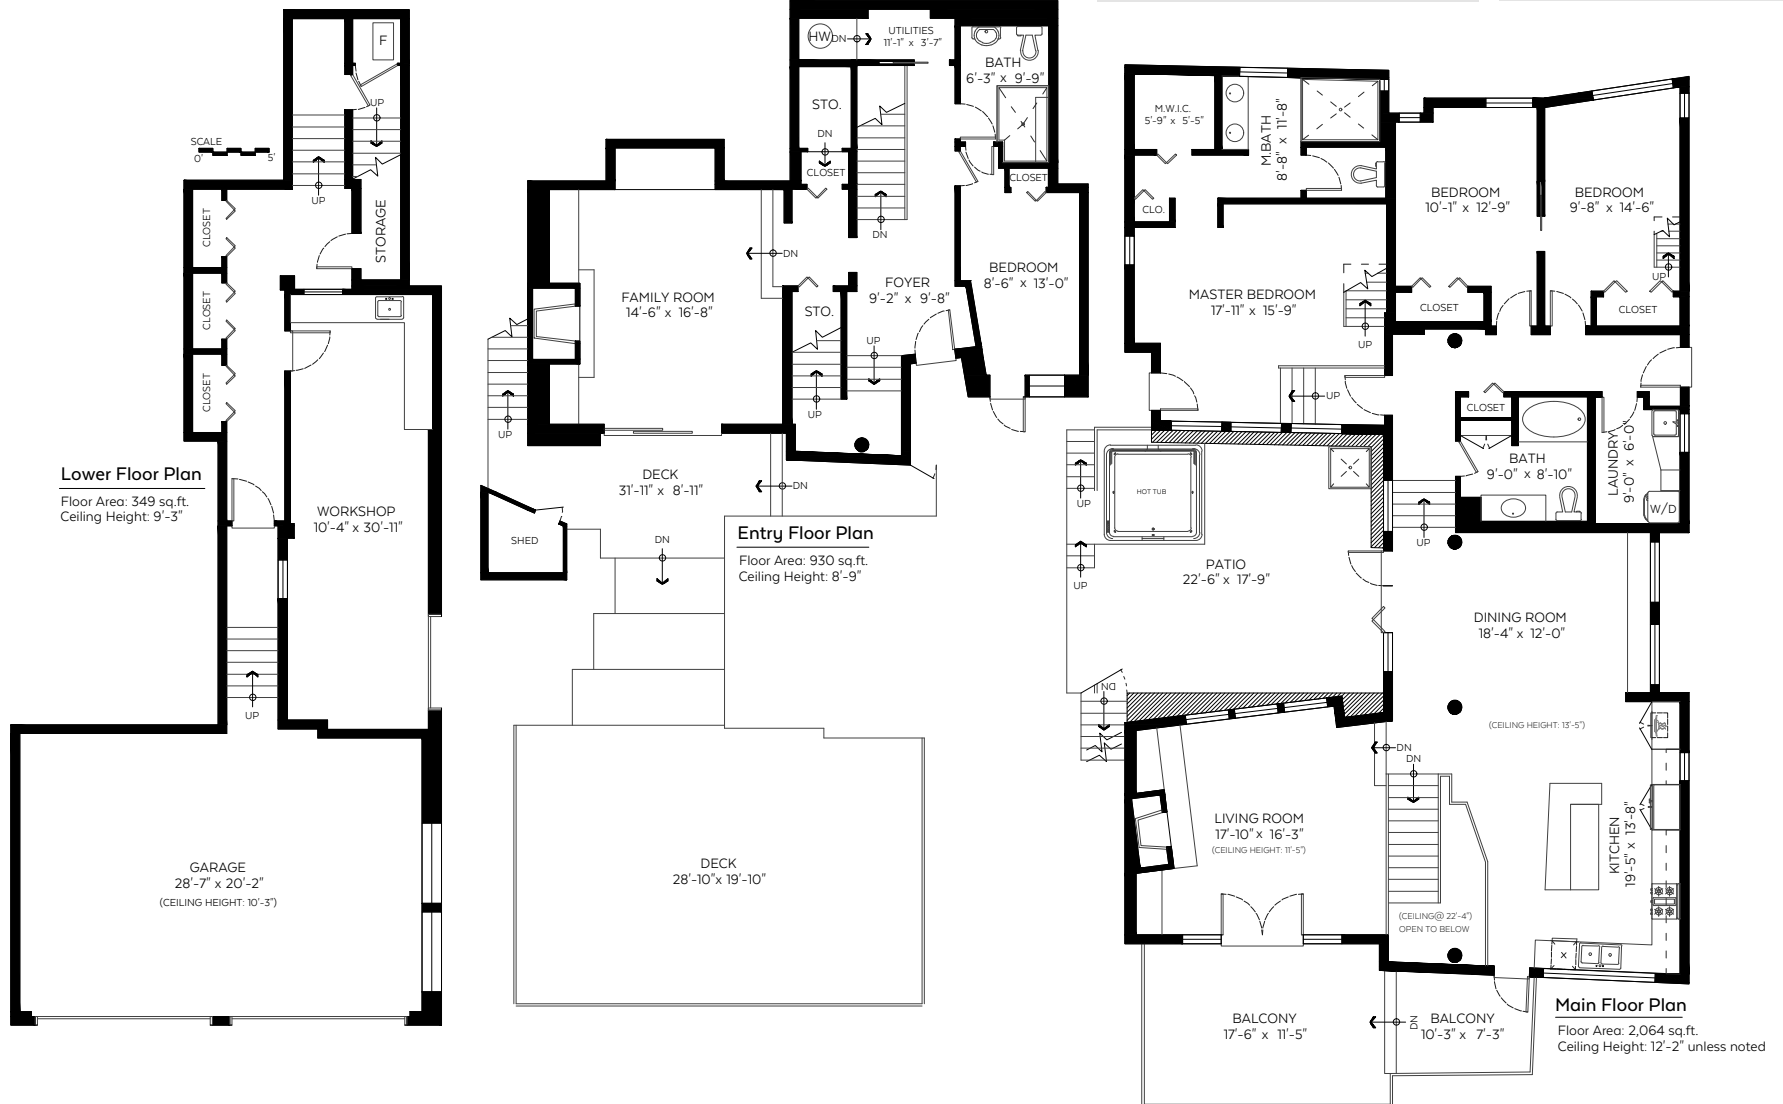 F
UP
SCALE
0' 5'
UP
CLOSET
STORAGE
CLOSET
CLOSET
Lower Floor Plan
Floor Area: 349 sq.ft.
Ceiling Height: 9'-3"
WORKSHOP
10'-4" x 30'-11"
UP
GARAGE
28'-7" x 20'-2"
(CEILING HEIGHT: 10'-3")
HW
DN
UTILITIES
11'-1" x 3'-7"
BATH
6'-3" x 9'-9"
STO.
DN
CLOSET
CLOSET
DN
DN
BEDROOM
8'-6" x 13'-0"
FOYER
9'-2" x 9'-8"
FAMILY ROOM
14'-6" x 16'-8"
STO.
UP
UP
UP
DECK
31'-11" x 8'-11"
DN
SHED
DN
Entry Floor Plan
Floor Area: 930 sq.ft.
Ceiling Height: 8'-9"
DECK
28'-10"x 19'-10"
M.W.I.C.
5'-9" x 5'-5"
M.BATH
8'-8" x 11'-8"
CLO.
BEDROOM
10'-1" x 12'-9"
BEDROOM
9'-8" x 14'-6"
UP
MASTER BEDROOM
17'-11" x 15'-9"
CLOSET
CLOSET
UP
UP
CLOSET
BATH
9'-0" x 8'-10"
LAUNDRY
9'-0" x 6'-0"
W/D
UP
HOT TUB
UP
UP
PATIO
22'-6" x 17'-9"
DINING ROOM
18'-4" x 12'-0"
DN
(CEILING HEIGHT: 13'-5")
DN
DN
LIVING ROOM
17'-10" x 16'-3"
(CEILING HEIGHT: 11'-5")
KITCHEN
19'-5" x 13'-8"
(CEILING@ 22'-4")
OPEN TO BELOW
X
BALCONY
17'-6" x 11'-5"
DN
BALCONY
10'-3" x 7'-3"
Main Floor Plan
Floor Area: 2,064 sq.ft.
Ceiling Height: 12'-2" unless noted